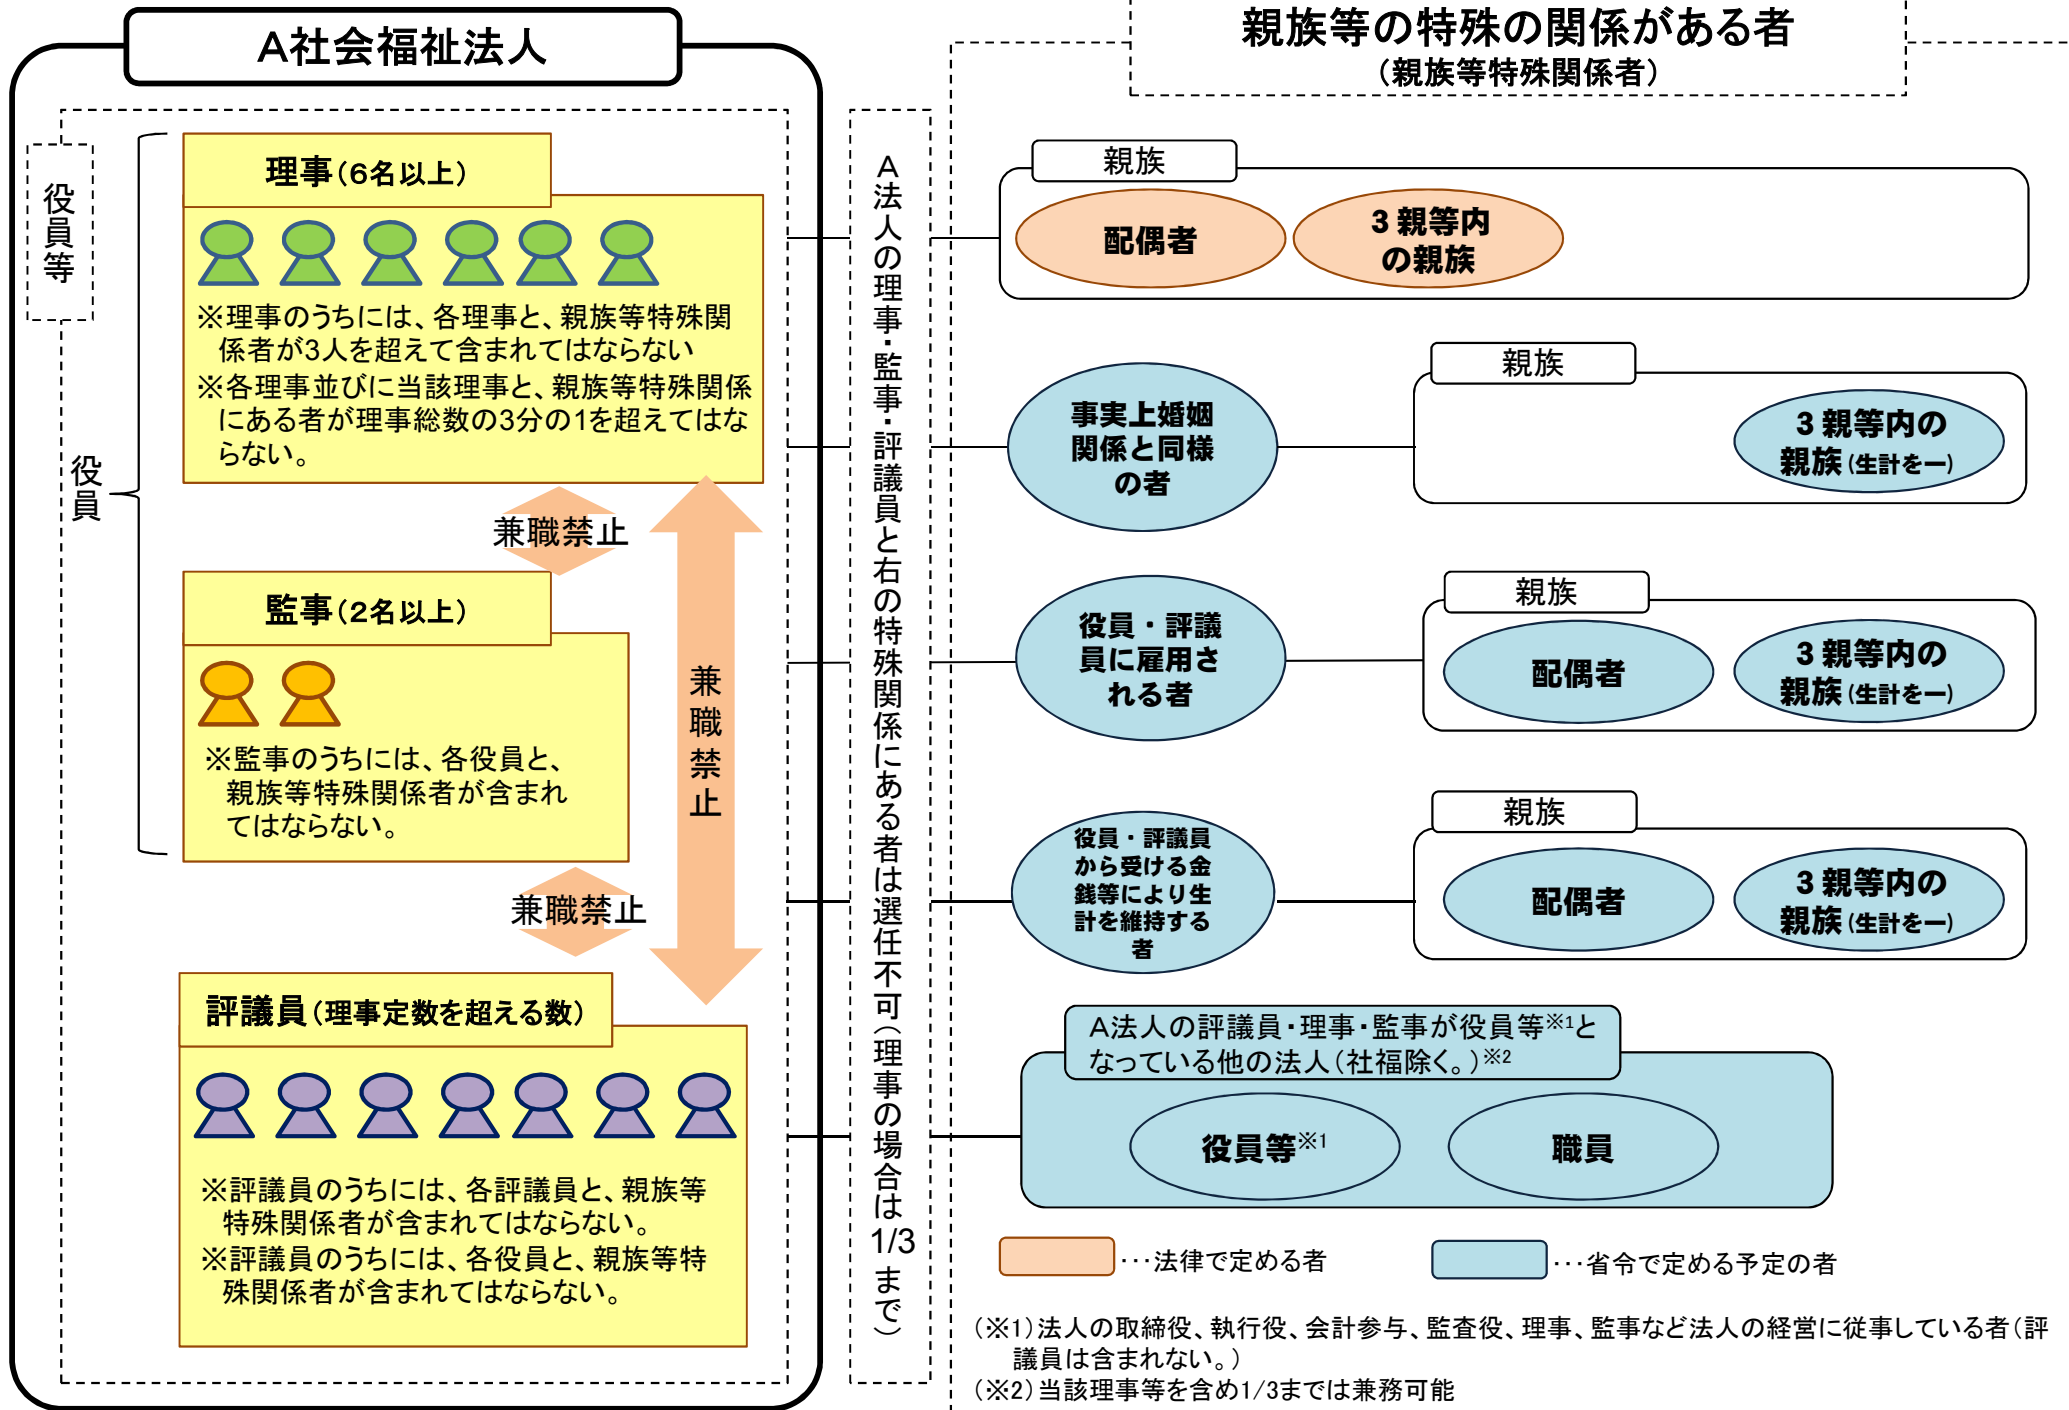 A社会福祉法人
役員等
役員
理事(6名以上)
※理事のうちには、各理事と、親族等特殊関
係者が3人を超えて含まれてはならない
※各理事並びに当該理事と、親族等特殊関係
にある者が理事総数の3分の1を超えてはな
らない。
兼職禁止
監事(2名以上)
※監事のうちには、各役員と、
親族等特殊関係者が含まれ
てはならない。
兼職禁止
兼職禁止
評議員(理事定数を超える数)
※評議員のうちには、各評議員と、親族等
特殊関係者が含まれてはならない。
※評議員のうちには、各役員と、親族等特
殊関係者が含まれてはならない。
A法人の理事・監事・評議員と右の特殊関係にある者は選任不可(理事の場合は1/3まで)
親族等の特殊の関係がある者
(親族等特殊関係者)
親族
配偶者
3親等内
の親族
事実上婚姻
関係と同様
の者
親族
3親等内の
親族(生計を一)
役員・評議
員に雇用さ
れる者
親族
配偶者
3親等内の
親族(生計を一)
役員・評議員
から受ける金
銭等により生
計を維持する
者
親族
配偶者
3親等内の
親族(生計を一)
A法人の評議員・理事・監事が役員等※1と
なっている他の法人(社福除く。)※2
役員等※1
職員
…法律で定める者
…省令で定める予定の者
(※1)法人の取締役、執行役、会計参与、監査役、理事、監事など法人の経営に従事している者(評
議員は含まれない。)
(※2)当該理事等を含め1/3までは兼務可能